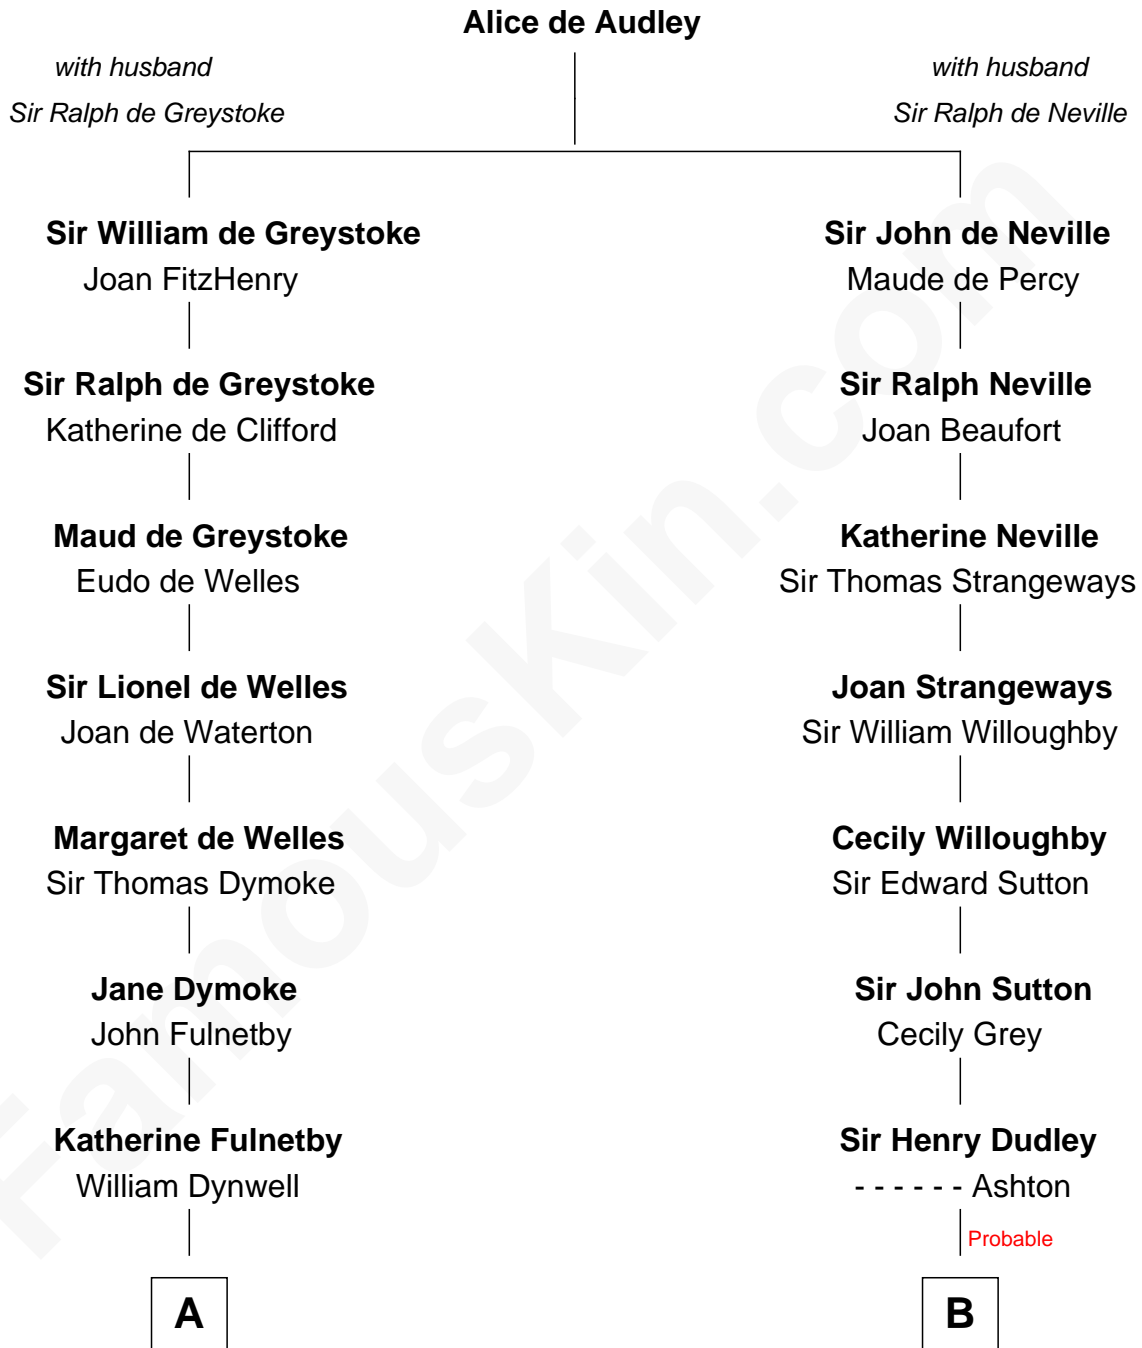 Alice de Audley
with husband
Sir Ralph de Greystoke
with husband
Sir Ralph de Neville
Sir William de Greystoke
Joan FitzHenry
Sir Ralph de Greystoke
Katherine de Clifford
Maud de Greystoke
Eudo de Welles
Sir Lionel de Welles
Joan de Waterton
Margaret de Welles
Sir Thomas Dymoke
Jane Dymoke
John Fulnetby
Katherine Fulnetby
William Dynwell
A
Sir John de Neville
Maude de Percy
Sir Ralph Neville
Joan Beaufort
Katherine Neville
Sir Thomas Strangeways
Joan Strangeways
Sir William Willoughby
Cecily Willoughby
Sir Edward Sutton
Sir John Sutton
Cecily Grey
Sir Henry Dudley
- - - - - - Ashton
Probable
B
FamousKin.com